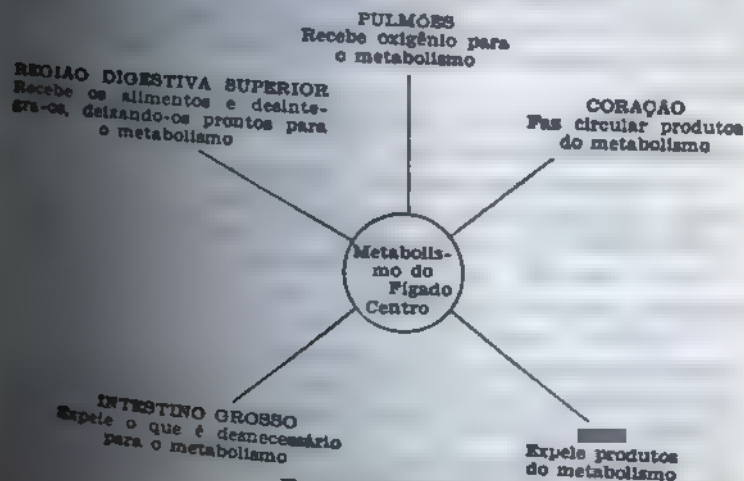 PULMÕES
Recebe oxigênio para
o metabolismo
REGIAO DIGESTIVA SUPERIOR
Recebe os alimentos e desinte-
gra-os, deixando-os prontos para
o metabolismo
CORAÇÃO
Faz circular produtos
do metabolismo
Metabolis-
mo do
Fígado
Centro
INTESTINO GROSSO
Expele o que é desnecessário
para o metabolismo
Expele produtos
do metabolismo